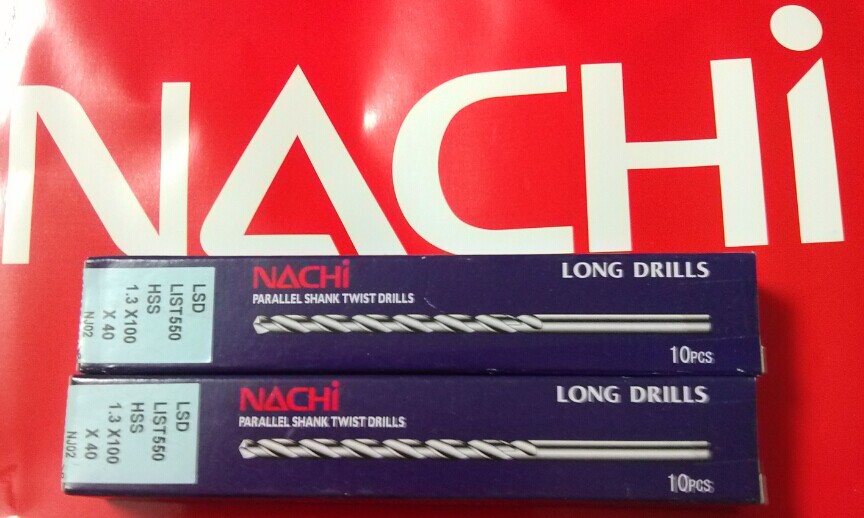 NACHi
LSD
LIST550
HSS
1.3 X100
X 40
NJ02
NACHi
PARALLEL SHANK TWIST DRILLS
LONG DRILLS
10PCS
LSD
LIST550
HSS
1.3 X100
X 40
NJ02
NACHi
PARALLEL SHANK TWIST DRILLS
LONG DRILLS
10PCS